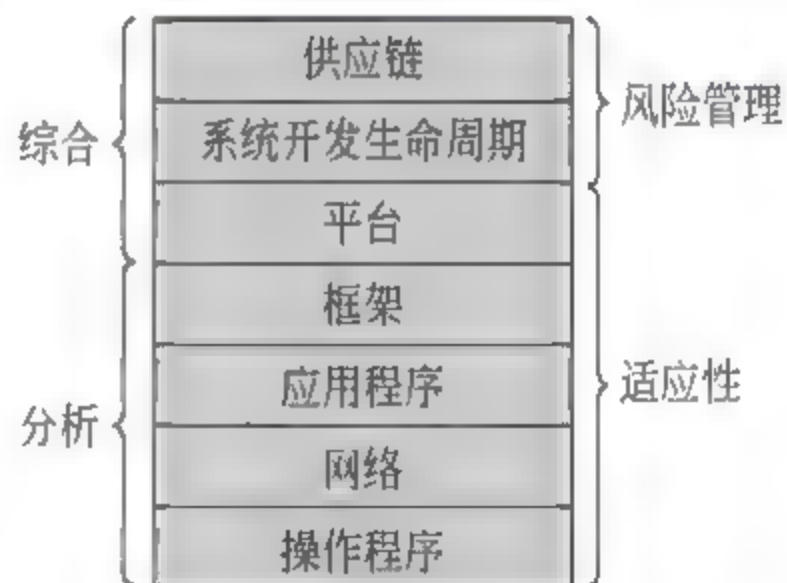 供应链
风险管理
综合
系统开发生命周期
平台
框架
应用程序
适应性
分析
网络
操作程序